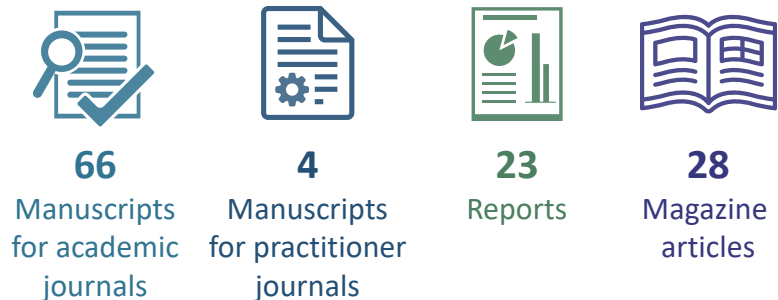 66
Manuscripts
for academic
journals
4
Manuscripts
for practitioner
journals
23
Reports
28
Magazine
articles